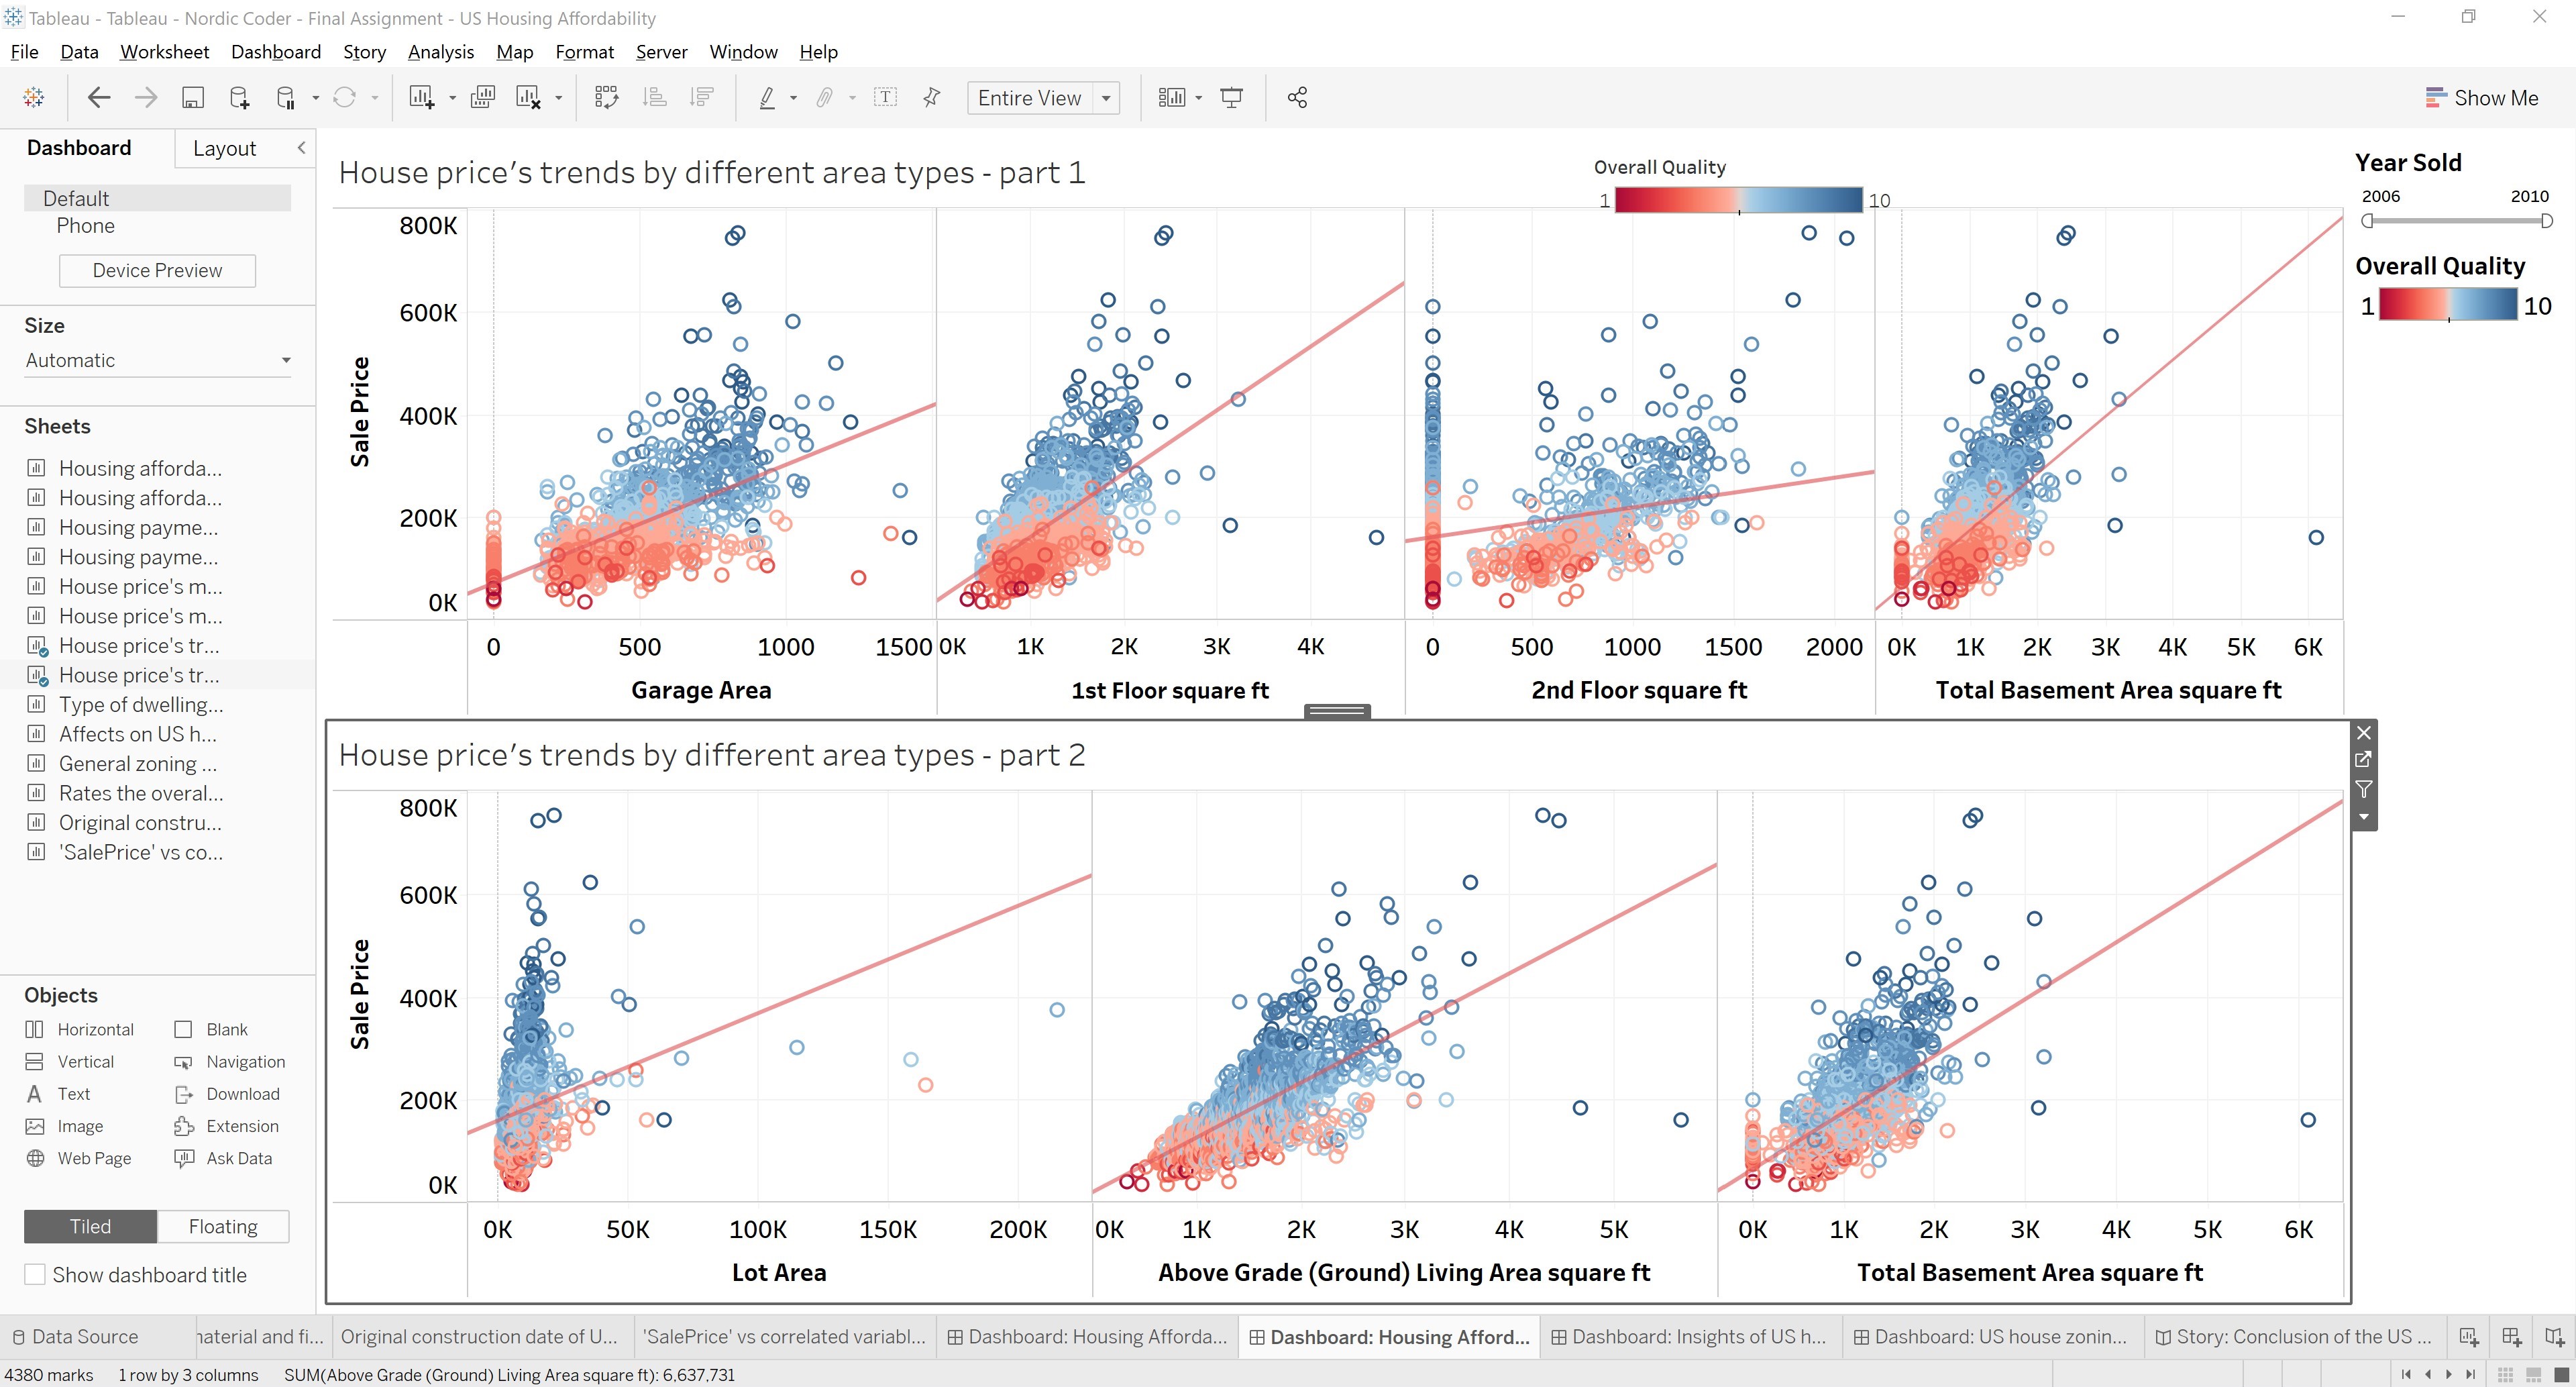 Tableau - Tableau - Nordic Coder - Final Assignment - US Housing Affordability
File Data Worksheet Dashboard Story Analysis Map Format Server Window Help
Entire View
Show Me
Dashboard Layout
Default
Phone
Device Preview
Size
Automatic
Sheets
Housing afforda...
Housing afforda...
Housing payme...
Housing payme...
House price's m...
House price's m...
House price's tr...
House price's tr...
Type of dwelling...
Affects on US h...
General zoning ...
Rates the overal...
Original constru...
'SalePrice' vs co...
Objects
Horizontal Blank
Vertical Navigation
Text Download
Image Extension
Web Page Ask Data
Tiled Floating
Show dashboard title
House price's trends by different area types - part 1
Overall Quality
1 10
800K
600K
400K
200K
0K
Sale Price
0 500 1000 1500 0K 1K 2K 3K 4K 0 500 1000 1500 2000 0K 1K 2K 3K 4K 5K 6K
Garage Area 1st Floor square ft 2nd Floor square ft Total Basement Area square ft
Year Sold
2006 2010
Overall Quality
1 10
House price's trends by different area types - part 2
800K
600K
400K
200K
0K
Sale Price
0K 50K 100K 150K 200K 0K 1K 2K 3K 4K 5K 0K 1K 2K 3K 4K 5K 6K
Lot Area Above Grade (Ground) Living Area square ft Total Basement Area square ft
Data Source aterial and fi... Original construction date of U... 'SalePrice' vs correlated variabl... Dashboard: Housing Afforda... Dashboard: Housing Afford... Dashboard: Insights of US h... Dashboard: US house zonin... Story: Conclusion of the US ...
4380 marks 1 row by 3 columns SUM(Above Grade (Ground) Living Area square ft): 6,637,731